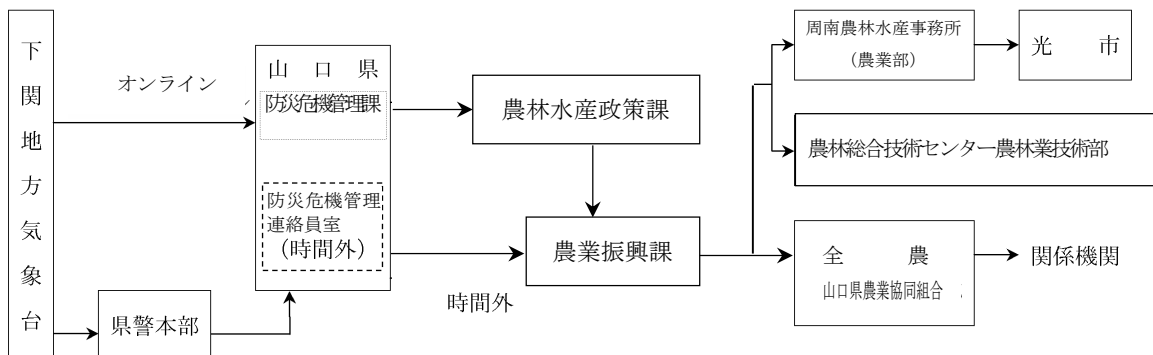 下関地方気象台
オンライン
山口県
防災危機管理課
防災危機管理
連絡員室
(時間外)
県警本部
農林水産政策課
農業振興課
時間外
周南農林水産事務所
(農業部)
光市
農林総合技術センター農林業技術部
全農
山口県農業協同組合
関係機関